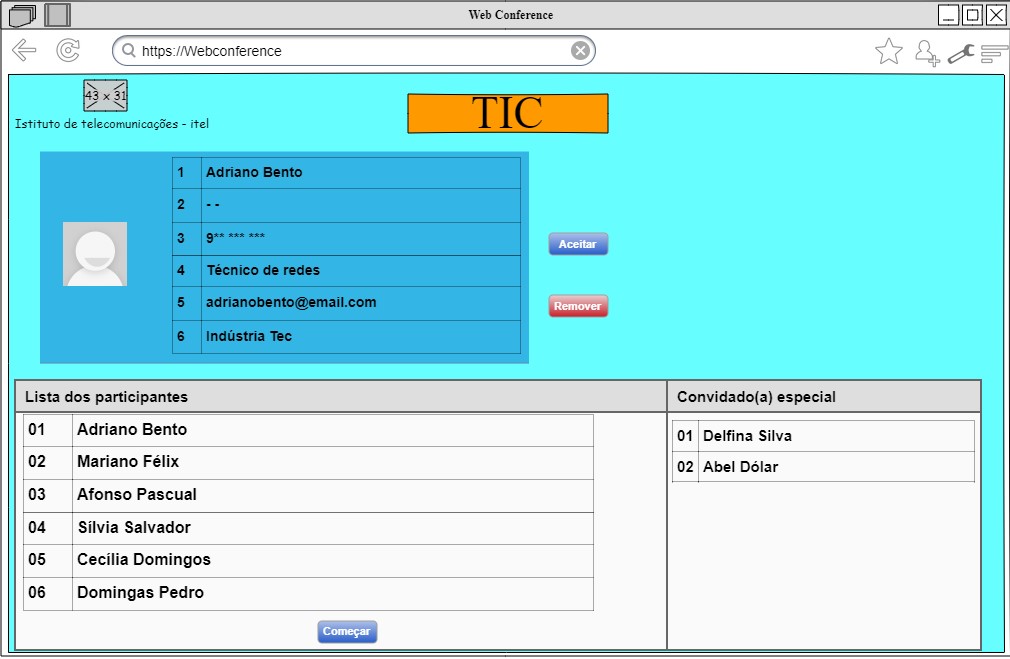 Web Conference
https://Webconference
43 x 31
Istituto de telecomunicações - itel
TIC
1 Adriano Bento
2 - -
3 9** *** ***
4 Técnico de redes
5 adrianobento@email.com
6 Indústria Tec
Aceitar
Remover
Lista dos participantes
01 Adriano Bento
02 Mariano Félix
03 Afonso Pascual
04 Sílvia Salvador
05 Cecília Domingos
06 Domingas Pedro
Começar
Convidado(a) especial
01 Delfina Silva
02 Abel Dólar